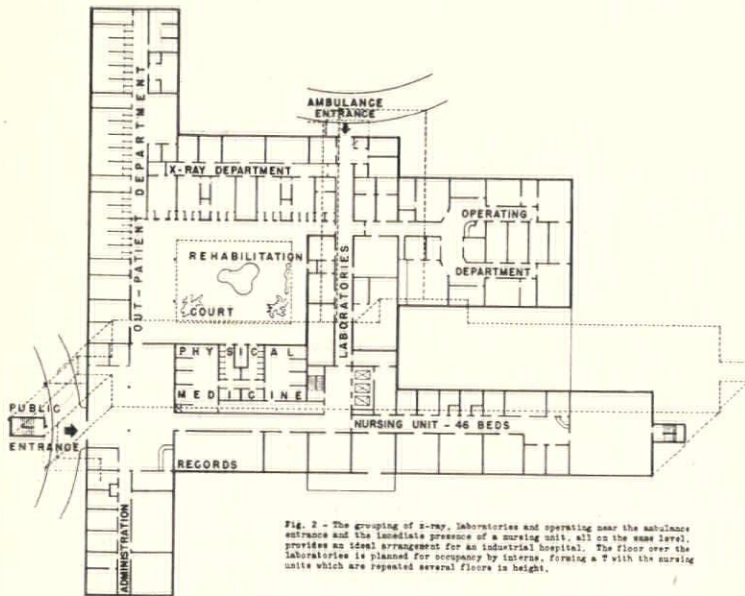 AMBULANCE
ENTRANCE
X-RAY DEPARTMENT
OUT-PATIENT DEPARTMENT
OPERATING
DEPARTMENT
REHABILITATION
COURT
LABORATORIES
PHYSICAL
MEDICINE
PUBLIC
ENTRANCE
NURSING UNIT - 46 BEDS
RECORDS
ADMINISTRATION
Fig. 2 - The grouping of x-ray, laboratories and operating near the ambulance
entrance and the immediate presence of a nursing unit, all on the same level,
provides an ideal arrangement for an industrial hospital. The floor over the
laboratories is planned for occupancy by interns, forming a T with the nursing
units which are repeated several floors in height.